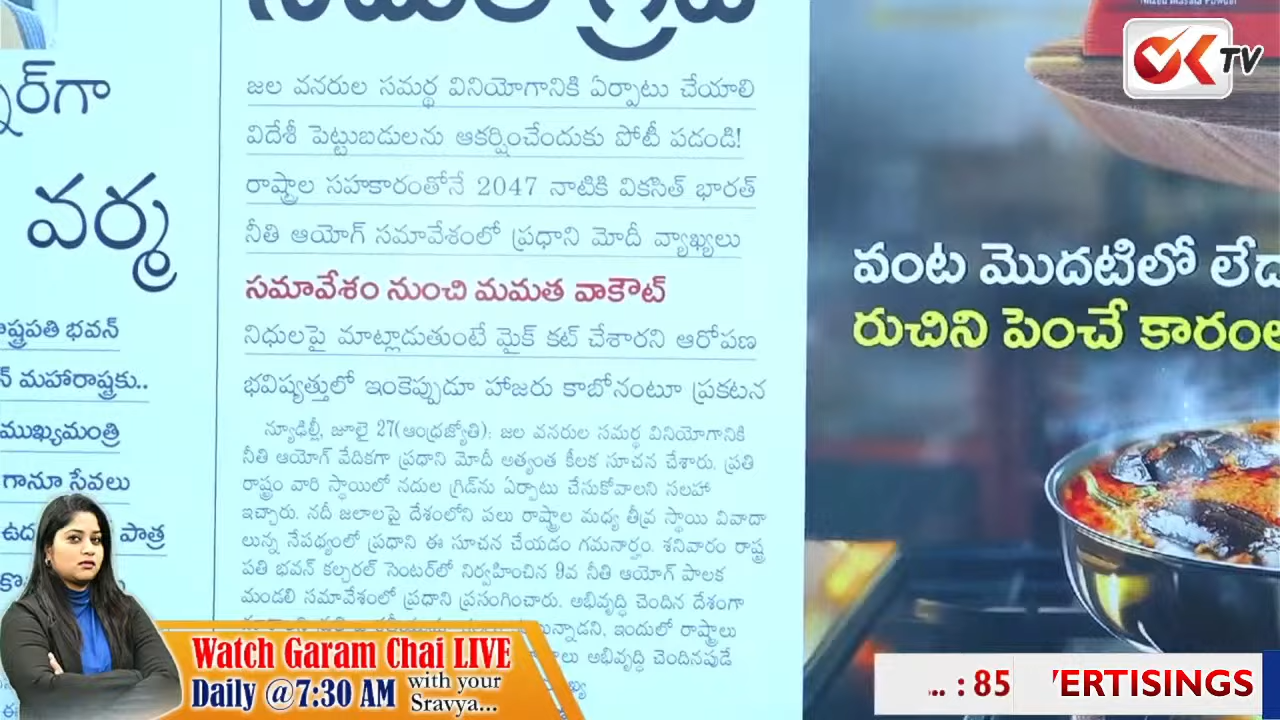 వర్మ
రాష్ట్రపతి భవన్
మహారాష్ట్రకు..
ముఖ్యమంత్రి
గానూ సేవలు
పాత్ర
జల వనరుల సమర్థ వినియోగానికి ఏర్పాటు చేయాలి
విదేశీ పెట్టుబడులను ఆకర్షించేందుకు పోటీ పడండి!
రాష్ట్రాల సహకారంతోనే 2047 నాటికి వికసిత్ భారత్
నీతి ఆయోగ్ సమావేశంలో ప్రధాని మోదీ వ్యాఖ్యలు
సమావేశం నుంచి మమత వాకౌట్
నిధులపై మాట్లాడుతుంటే మైక్ కట్ చేశారని ఆరోపణ
భవిష్యత్తులో ఇంకెప్పుడూ హాజరు కాబోనంటూ ప్రకటన
న్యూఢిల్లీ, జూలై 27(ఆంధ్రజ్యోతి): జల వనరుల సమర్థ వినియోగానికి
నీతి ఆయోగ్ వేదికగా ప్రధాని మోదీ అత్యంత కీలక సూచన చేశారు. ప్రతి
రాష్ట్రం వారి స్థాయిలో నదుల గ్రిడ్‌ను ఏర్పాటు చేసుకోవాలని సలహా
ఇచ్చారు. నదీ జలాలపై దేశంలోని పలు రాష్ట్రాల మధ్య తీవ్ర స్థాయి వివాదా
లున్న నేపథ్యంలో ప్రధాని ఈ సూచన చేయడం గమనార్హం. శనివారం రాష్ట్ర
పతి భవన్ కల్చరల్ సెంటర్‌లో నిర్వహించిన 9వ నీతి ఆయోగ్ పాలక
మండలి సమావేశంలో ప్రధాని ప్రసంగించారు. అభివృద్ధి చెందిన దేశంగా
ఇందులో రాష్ట్రాలు
అభివృద్ధి చెందినపుడే
OK TV
వంట మొదటిలో
రుచిని పెంచే
Watch Garam Chai LIVE
Daily @7:30 AM with your
Sravya...
.. : 85 VERTISINGS